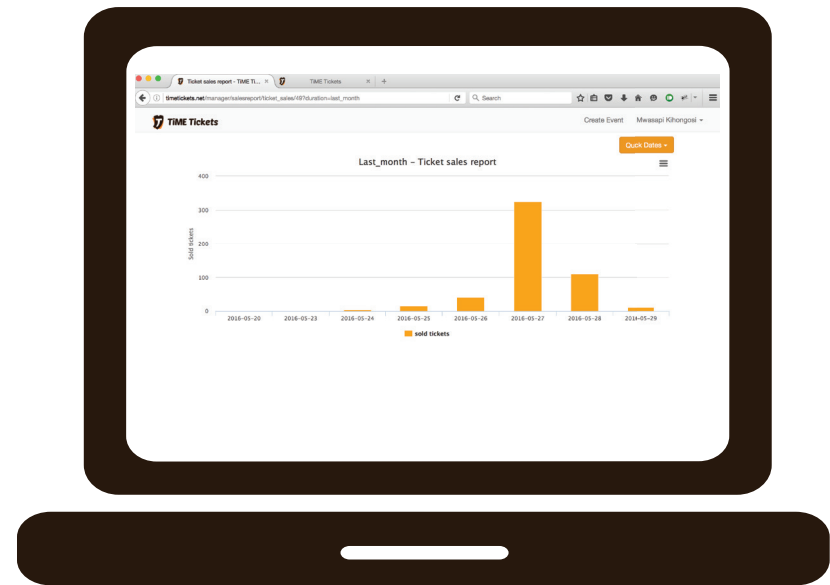 Ticket sales report - TiME Ti... ×
TiME Tickets × +
timetickets.net/manager/salesreport/ticket_sales/49?duration=last_month
Search
TiME Tickets
Create Event Mwasapi Kihongosi
Quck Dates
Last_month - Ticket sales report
400
300
200
100
0
Sold tickets
2016-05-20 2016-05-23 2016-05-24 2016-05-25 2016-05-26 2016-05-27 2016-05-28 2016-05-29
sold tickets